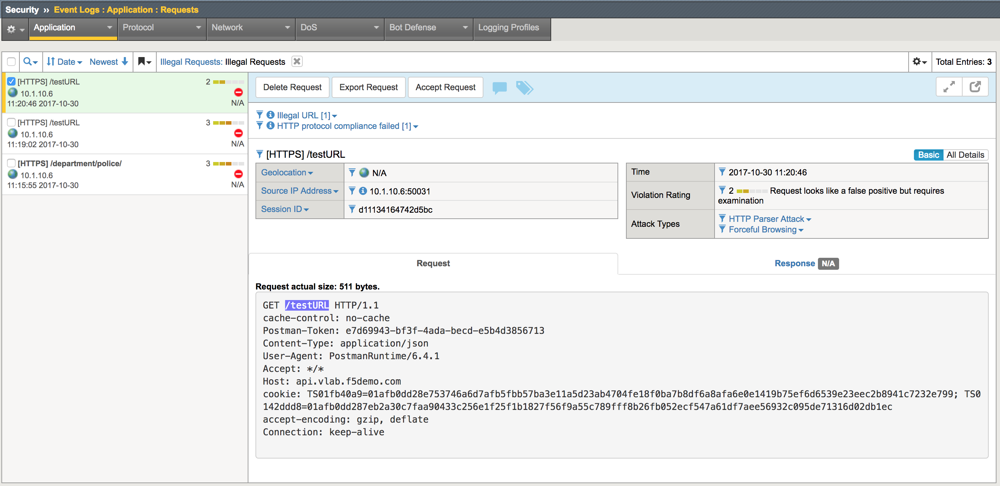 Security ›› Event Logs : Application : Requests
Application Protocol Network DoS Bot Defense Logging Profiles
Date Newest Illegal Requests: Illegal Requests Total Entries: 3
[HTTPS] /testURL 2
10.1.10.6
11:20:46 2017-10-30 N/A
[HTTPS] /testURL 3
10.1.10.6
11:19:02 2017-10-30 N/A
[HTTPS] /department/police/ 3
10.1.10.6
11:15:55 2017-10-30 N/A
Delete Request Export Request Accept Request
Illegal URL [1]
HTTP protocol compliance failed [1]
[HTTPS] /testURL
Basic All Details
Geolocation N/A
Source IP Address 10.1.10.6:50031
Session ID d11134164742d5bc
Time 2017-10-30 11:20:46
Violation Rating 2 Request looks like a false positive but requires
examination
Attack Types HTTP Parser Attack
Forceful Browsing
Request Response N/A
Request actual size: 511 bytes.
GET /testURL HTTP/1.1
cache-control: no-cache
Postman-Token: e7d69943-bf3f-4ada-becd-e5b4d3856713
Content-Type: application/json
User-Agent: PostmanRuntime/6.4.1
Accept: */*
Host: api.vlab.f5demo.com
cookie: TS01fb40a9=01afb0dd28e753746a6d7afb5fbb57ba3e11a5d23ab4704fe18f0ba7b8df6a8afa6e0e1419b75ef6d6539e23eec2b8941c7232e799; TS0
142ddd8=01afb0dd287eb2a30c7faa90433c256e1f25f1b1827f56f9a55c789fff8b26fb052ecf547a61df7aee56932c095de71316d02db1ec
accept-encoding: gzip, deflate
Connection: keep-alive